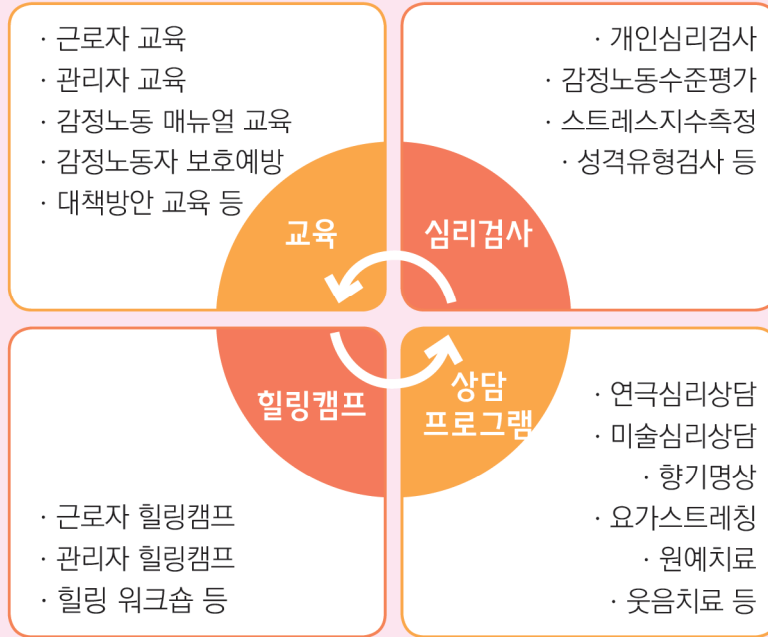 · 근로자 교육
· 관리자 교육
· 감정노동 매뉴얼 교육
· 감정노동자 보호예방
· 대책방안 교육 등
교육
· 개인심리검사
· 감정노동수준평가
· 스트레스지수측정
· 성격유형검사 등
심리검사
힐링캠프
· 근로자 힐링캠프
· 관리자 힐링캠프
· 힐링 워크숍 등
상담
프로그램
· 연극심리상담
· 미술심리상담
· 향기명상
· 요가스트레칭
· 원예치료
· 웃음치료 등